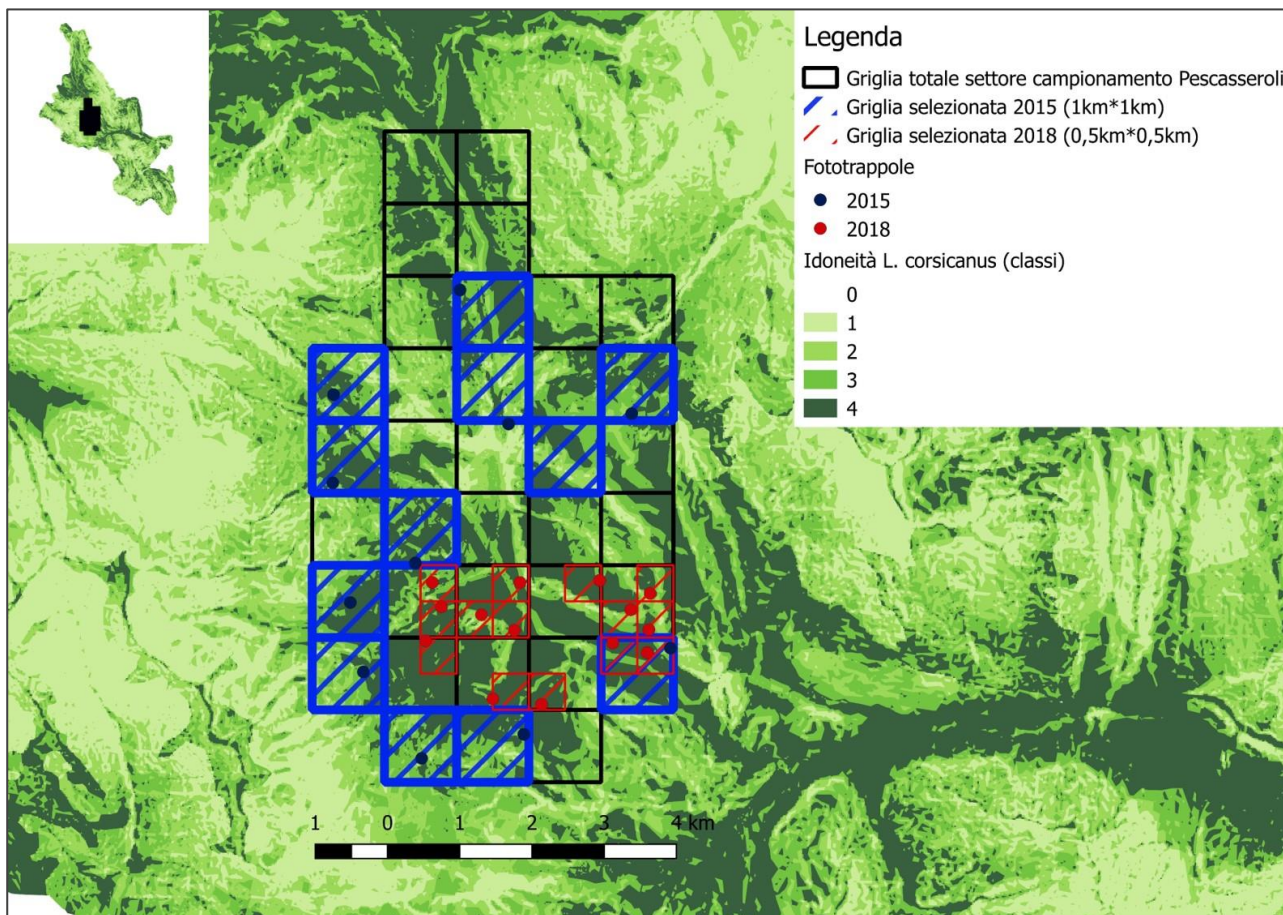 Legenda
Griglia totale settore campionamento Pescasseroli
Griglia selezionata 2015 (1km*1km)
Griglia selezionata 2018 (0,5km*0,5km)
Fototrappole
2015
2018
Idoneità L. corsicanus (classi)
0
1
2
3
4
1 0 1 2 3 4 km